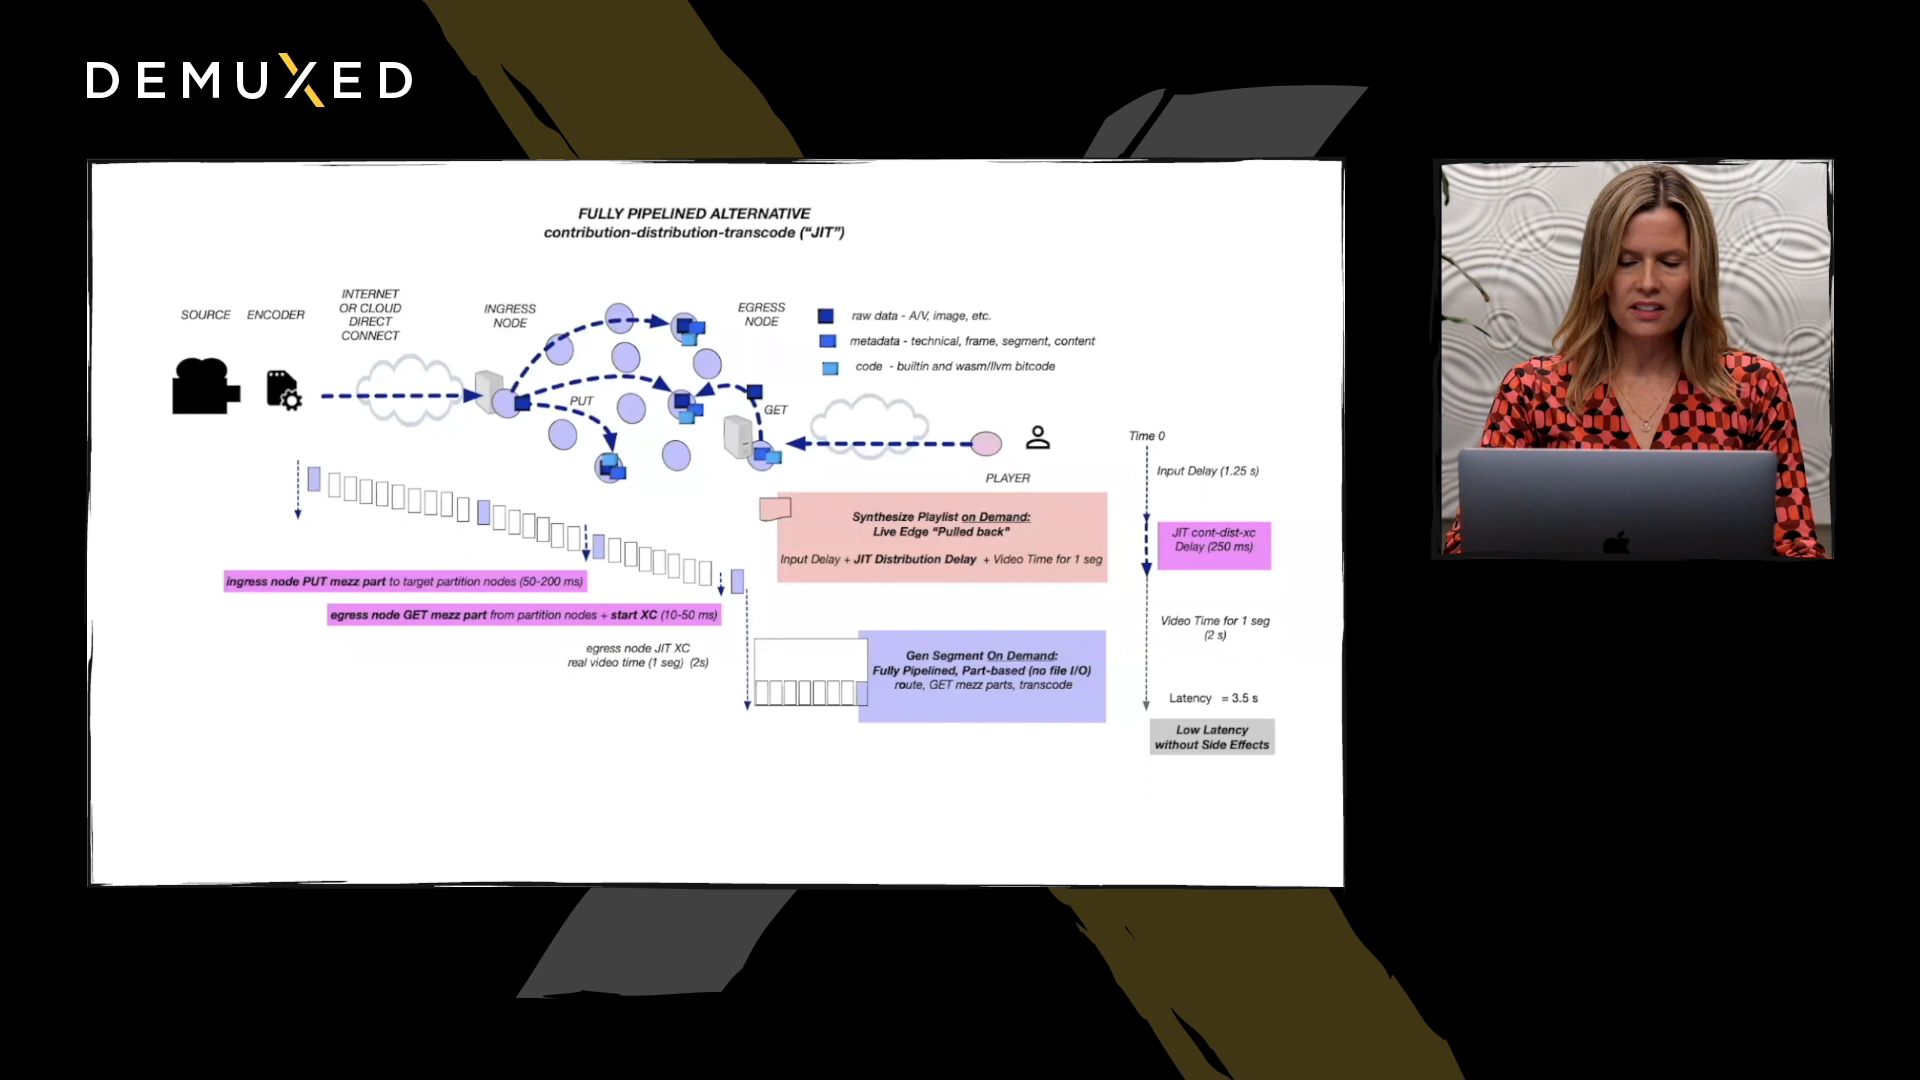 DEMUXED
FULLY PIPELINED ALTERNATIVE
contribution-distribution-transcode ("JIT")
SOURCE
ENCODER
INTERNET
OR CLOUD
DIRECT
CONNECT
INGRESS
NODE
EGRESS
NODE
raw data - A/V, image, etc.
metadata - technical, frame, segment, content
code - builtin and wasm/llvm bitcode
PUT
GET
PLAYER
Time 0
Input Delay (1.25 s)
JIT cont-dist-xc
Delay (250 ms)
Video Time for 1 seg
(2 s)
Latency = 3.5 s
Low Latency
without Side Effects
Synthesize Playlist on Demand:
Live Edge "Pulled back"
Input Delay + JIT Distribution Delay + Video Time for 1 seg
ingress node PUT mezz part to target partition nodes (50-200 ms)
egress node GET mezz part from partition nodes + start XC (10-50 ms)
egress node JIT XC
real video time (1 seg) (2s)
Gen Segment On Demand:
Fully Pipelined, Part-based (no file I/O)
route, GET mezz parts, transcode